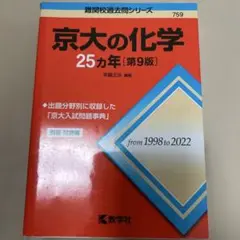 難関校過去問シリーズ
759
京大の化学
25カ年[第9版]
編著
◆出題分野別に収録した
「京大入試問題事典」
別冊 問題編
from 1998 to 2022
教学社